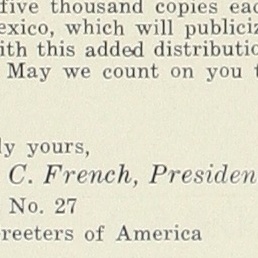 five thousand copies eac
exico, which will publiciz
ith this added distributio
May we count on you t
ly yours,
C. French, Presiden
No. 27
reeters of America